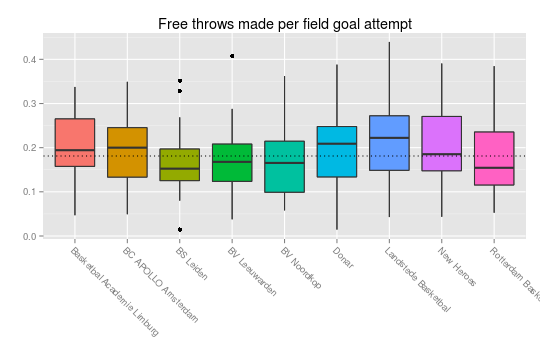 Free throws made per field goal attempt
0.4
0.3
0.2
0.1
0.0
Basketbal Academie Limburg
BC APOLLO Amsterdam
BS Leiden
BV Leeuwarden
BV Noordkop
Donar
Landstede Basketbal
New Heroes
Rotterdam